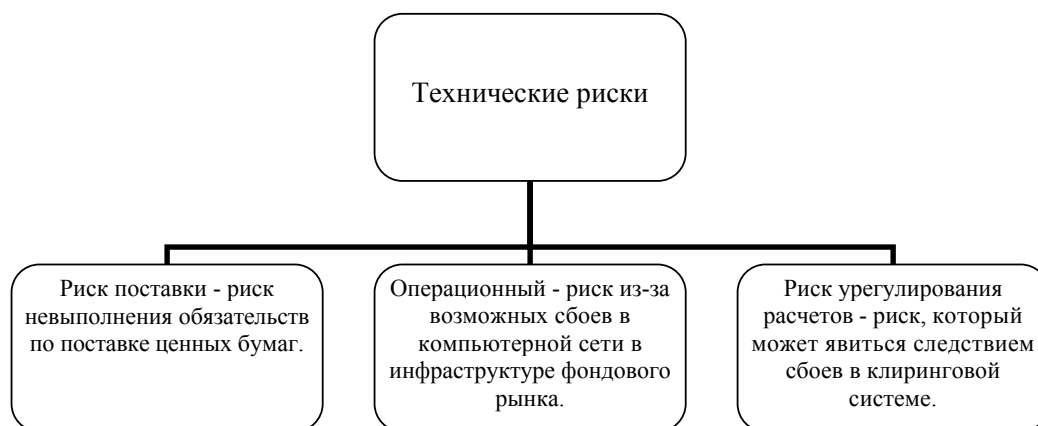 Технические риски
Риск поставки - риск
невыполнения обязательств
по поставке ценных бумаг.
Операционный - риск из-за
возможных сбоев в
компьютерной сети в
инфраструктуре фондового
рынка.
Риск урегулирования
расчетов - риск, который
может явиться следствием
сбоев в клиринговой
системе.